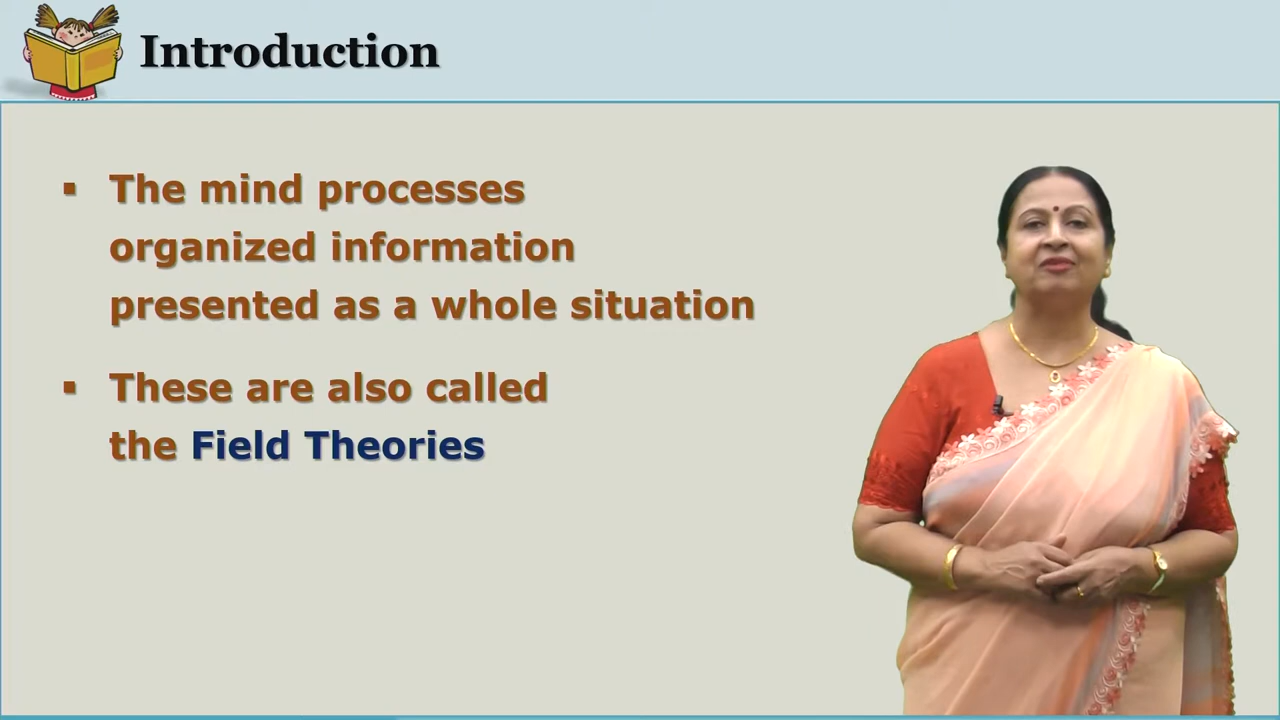 Introduction
▪ The mind processes
organized information
presented as a whole situation
▪ These are also called
the Field Theories